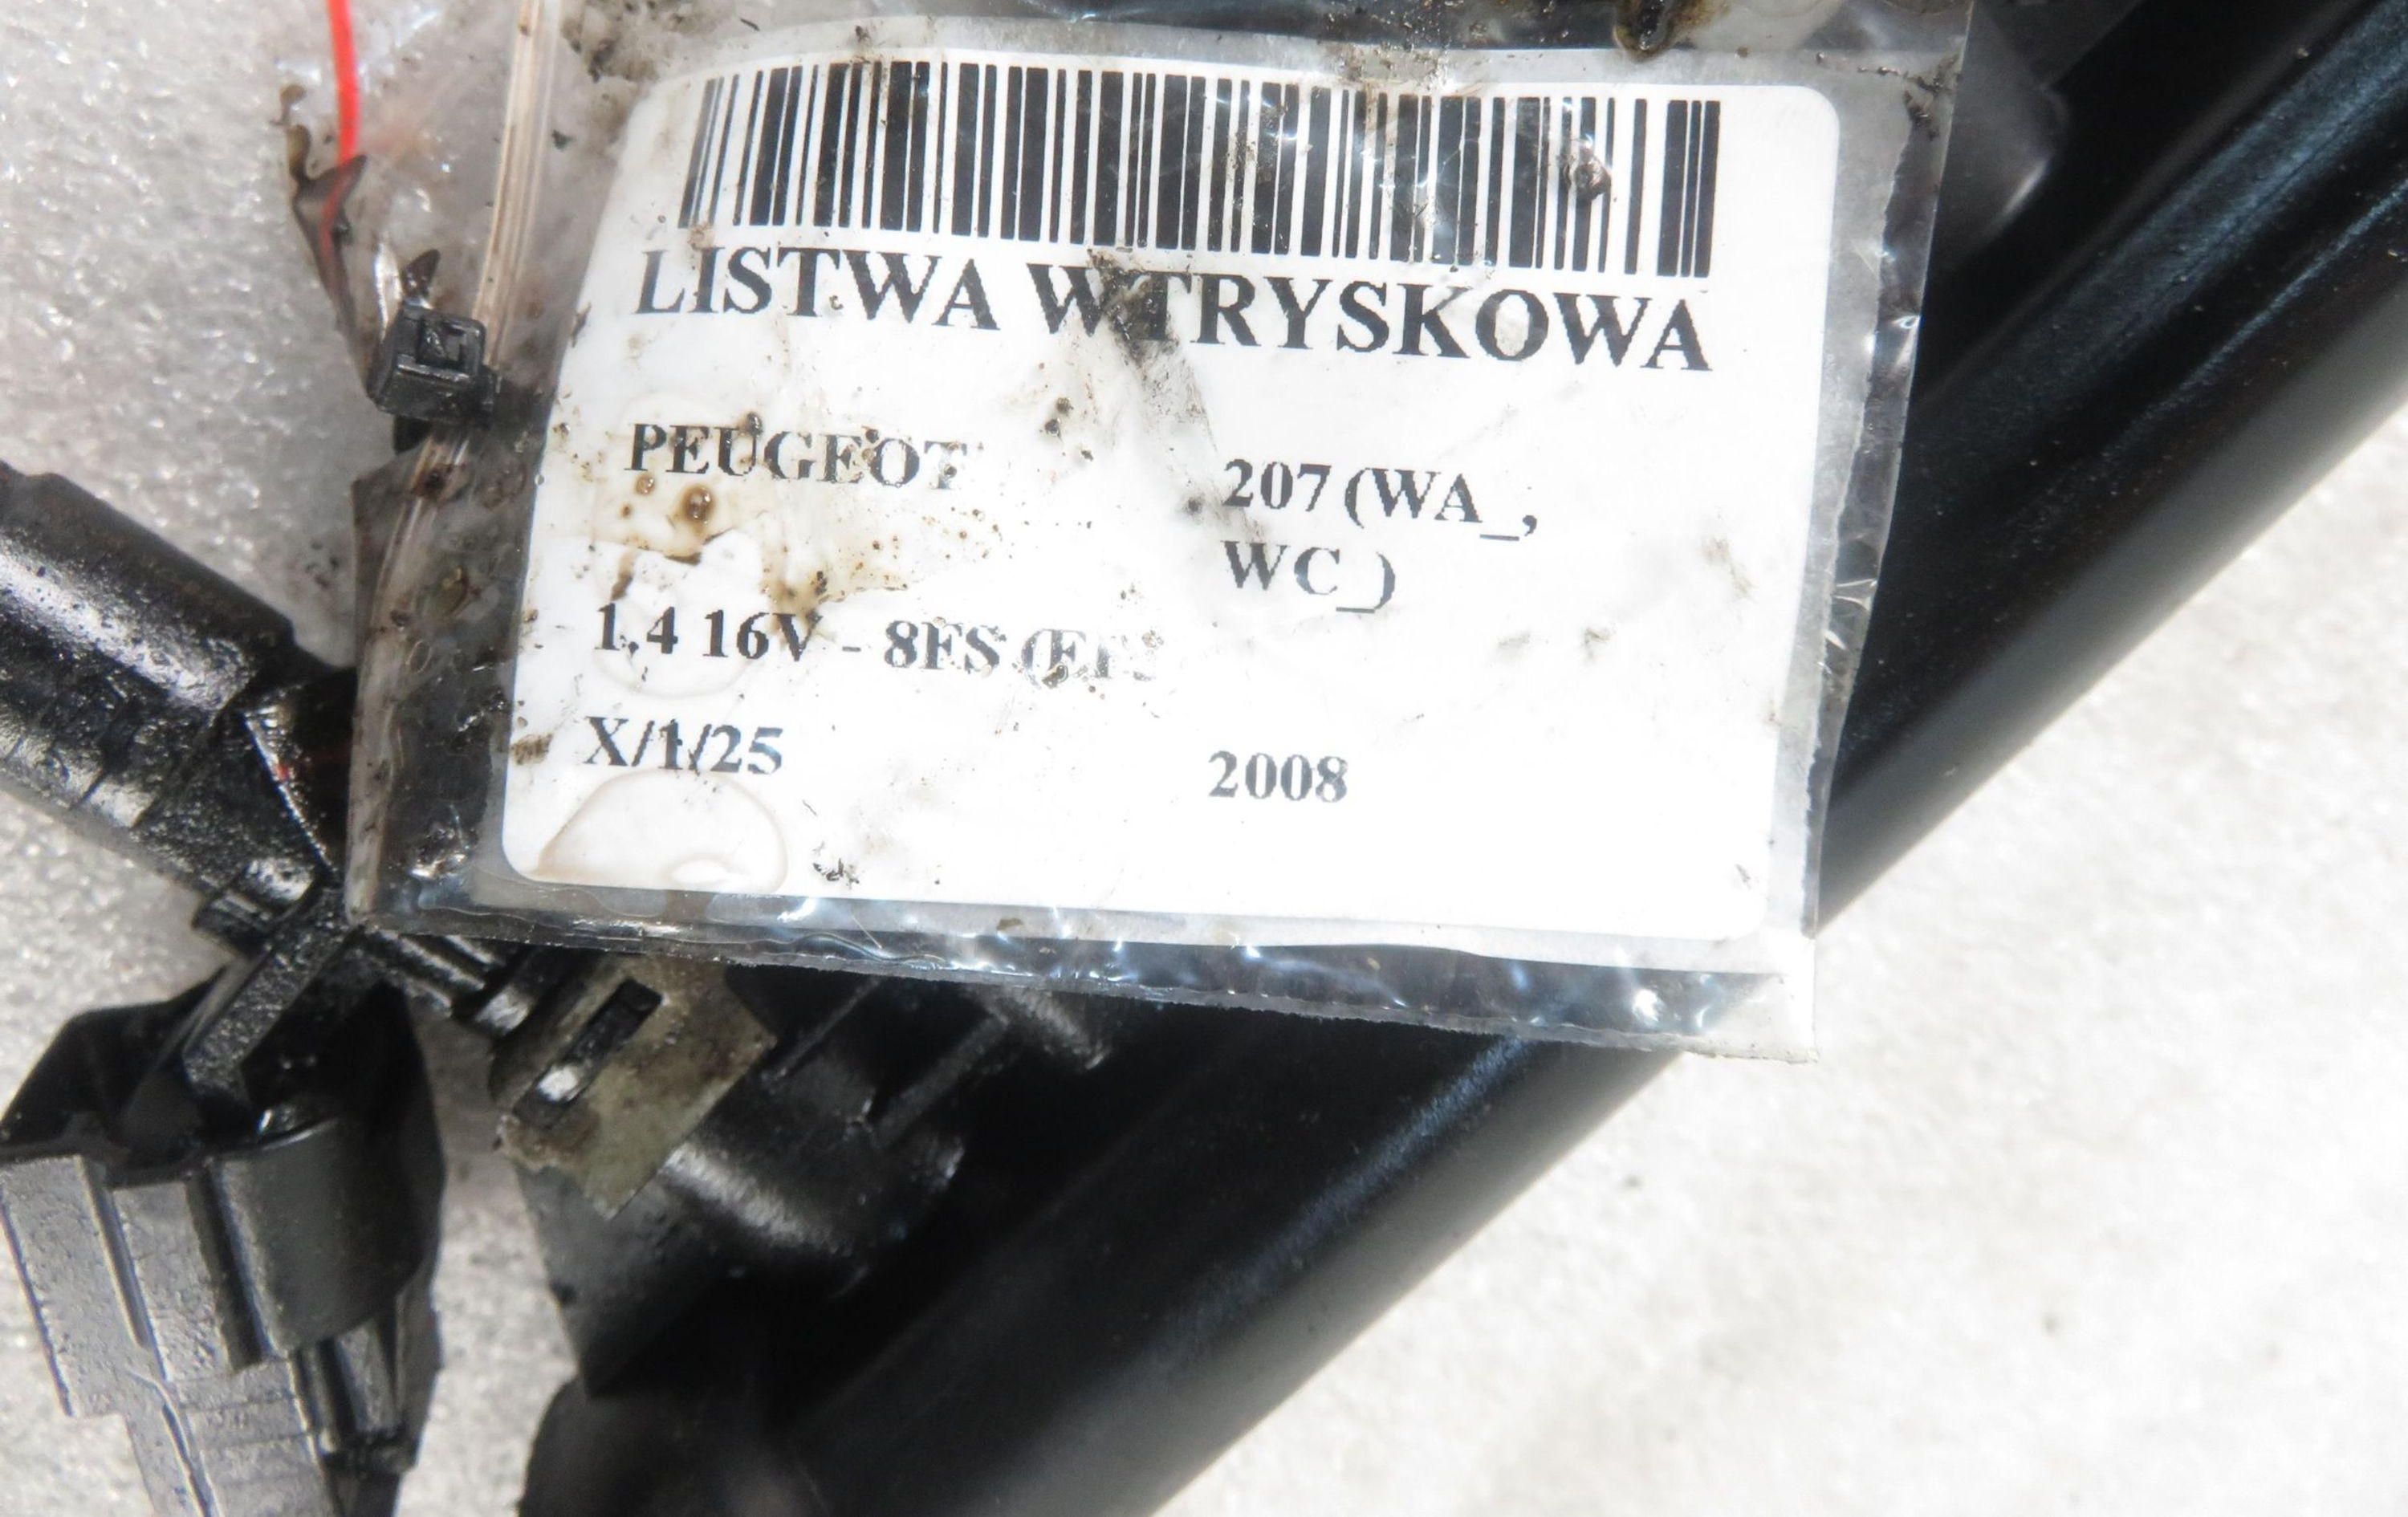 LISTWA WTRYSKOWA
PEUGEOT 207 (WA_,
WC_)
1.4 16V - 8FS
X/1/25 2008